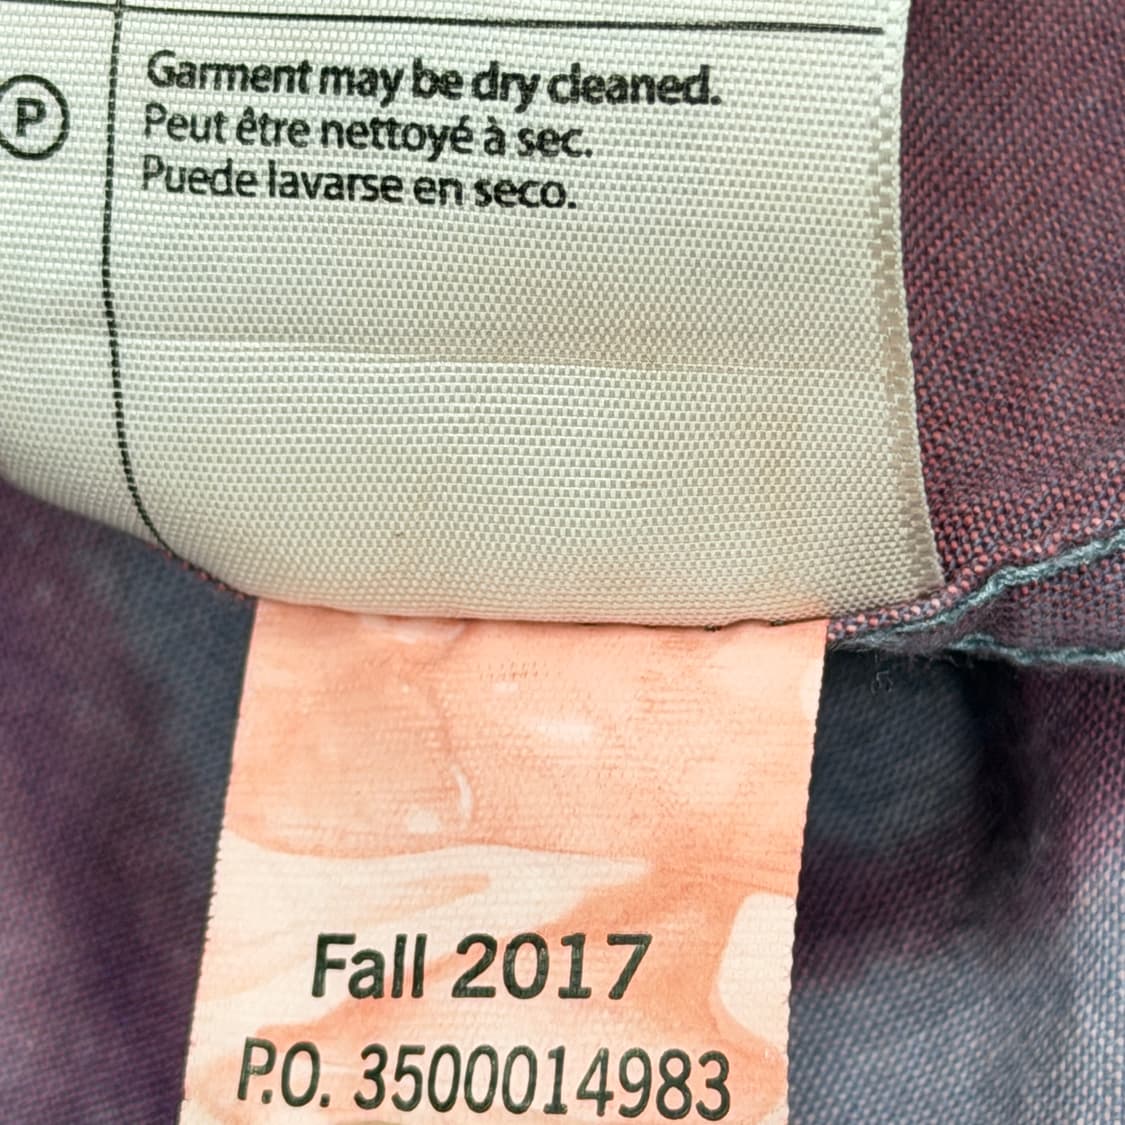 P
Garment may be dry cleaned.
Peut être nettoyé à sec.
Puede lavarse en seco.
Fall 2017
P.O. 3500014983